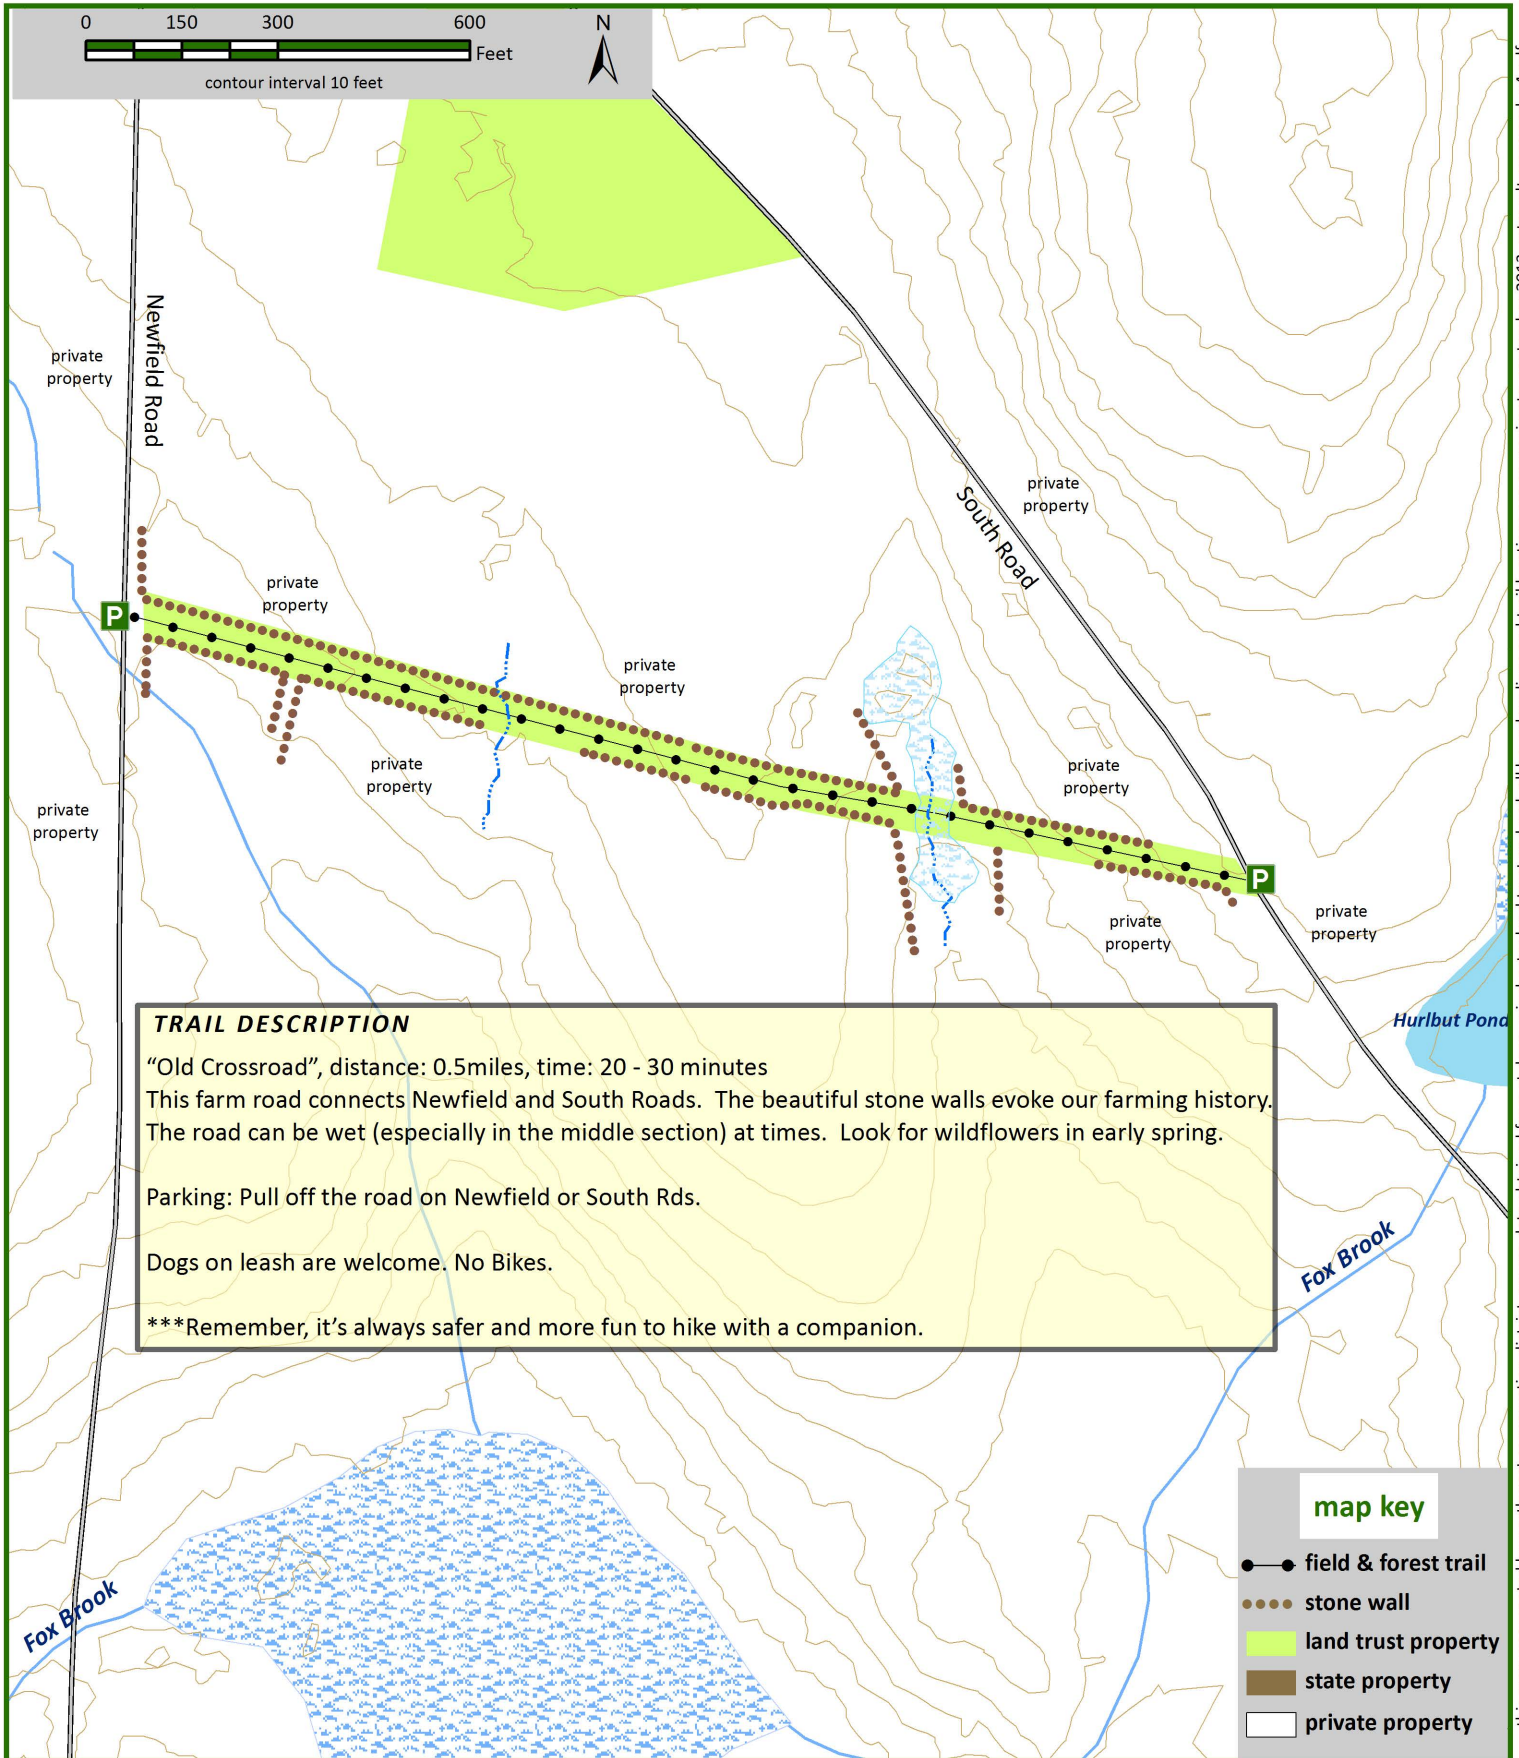 0 150 300 600
Feet
contour interval 10 feet
N
Newfield Road
private
property
South Road
private
property
private
property
P
private
property
private
property
private
property
private
property
P
private
property
private
property
Hurlbut Pond
TRAIL DESCRIPTION
“Old Crossroad”, distance: 0.5miles, time: 20 - 30 minutes
This farm road connects Newfield and South Roads. The beautiful stone walls evoke our farming history.
The road can be wet (especially in the middle section) at times. Look for wildflowers in early spring.
Parking: Pull off the road on Newfield or South Rds.
Dogs on leash are welcome. No Bikes.
***Remember, it’s always safer and more fun to hike with a companion.
Fox Brook
Fox Brook
map key
field & forest trail
stone wall
land trust property
state property
private property